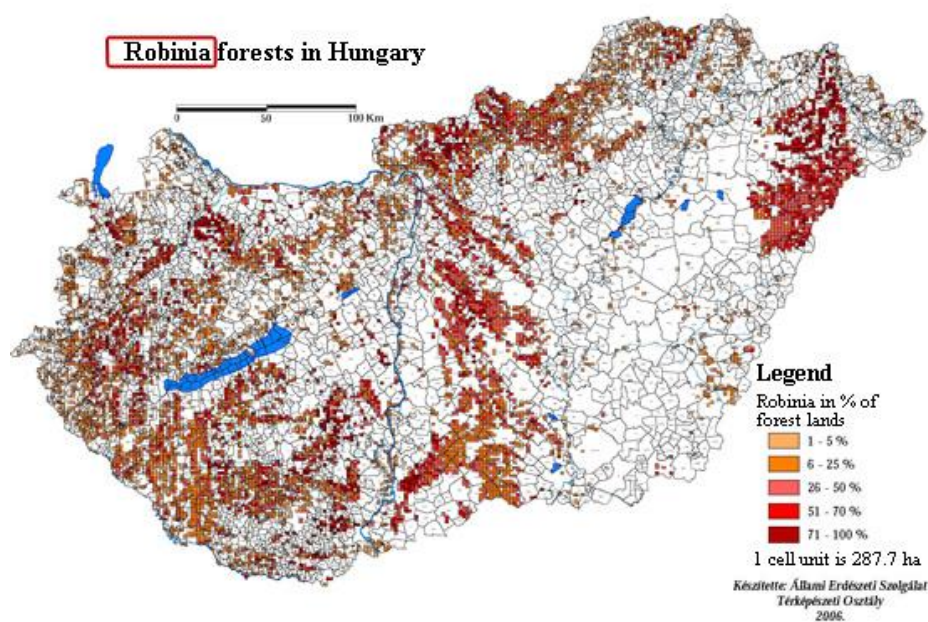 Robinia forests in Hungary
0 50 100 Km
Legend
Robinia in % of
forest lands
1 - 5 %
6 - 25 %
26 - 50 %
51 - 70 %
71 - 100 %
1 cell unit is 287.7 ha
Készítette: Állami Erdészeti Szolgálat
Térképészeti Osztály
2006.